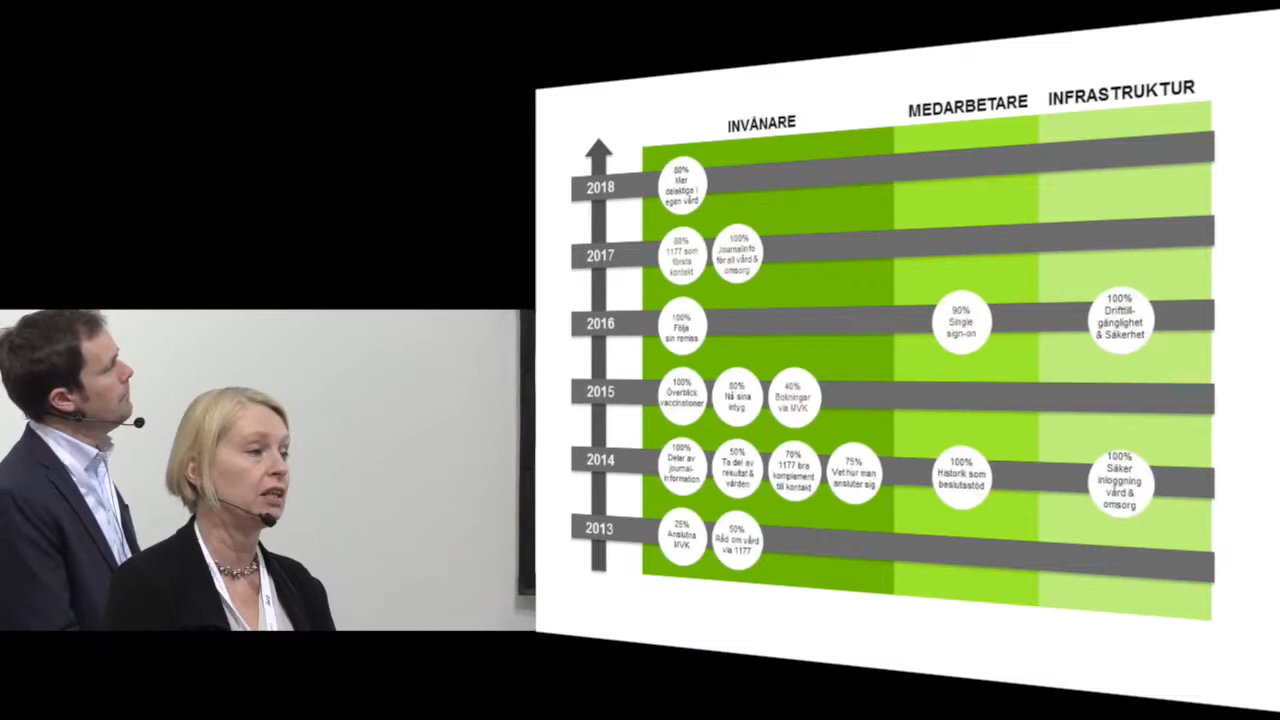 INVÅNARE
MEDARBETARE
INFRASTRUKTUR
2018
80%
Mer
delaktiga i
egen vård
2017
80%
1177 som
första
kontakt
100%
Journalinfo
för all vård &
omsorg
2016
100%
Följa
sin remiss
90%
Single
sign-on
100%
Drifttill-
gänglighet
& Säkerhet
2015
100%
Överblick
vaccinationer
80%
Nå sina
intyg
40%
Bokningar
via MVK
2014
100%
Delar av
journal-
information
50%
Ta del av
resultat &
vården
70%
1177 bra
komplement
till kontakt
75%
Vet hur man
ansluter sig
100%
Historik som
beslutsstöd
100%
Säker
inloggning
vård &
omsorg
2013
25%
Anslutna
MVK
50%
Råd om vård
via 1177